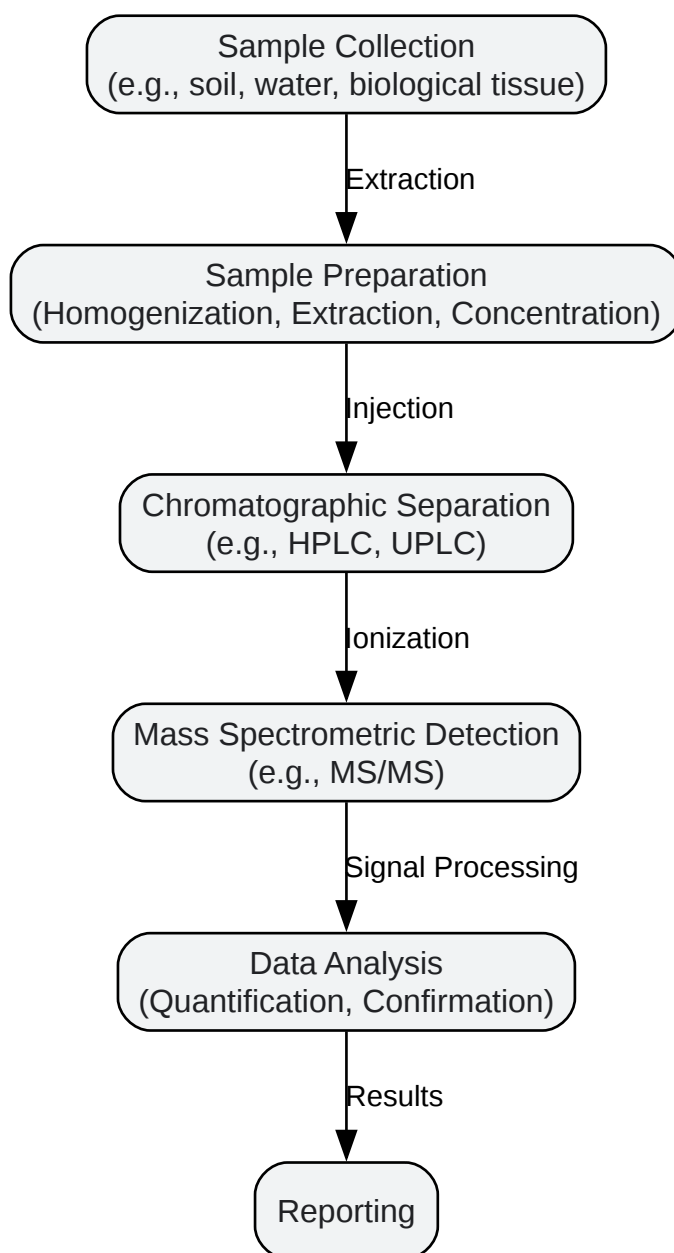 Sample Collection
(e.g., soil, water, biological tissue)
Extraction
Sample Preparation
(Homogenization, Extraction, Concentration)
Injection
Chromatographic Separation
(e.g., HPLC, UPLC)
Ionization
Mass Spectrometric Detection
(e.g., MS/MS)
Signal Processing
Data Analysis
(Quantification, Confirmation)
Results
Reporting